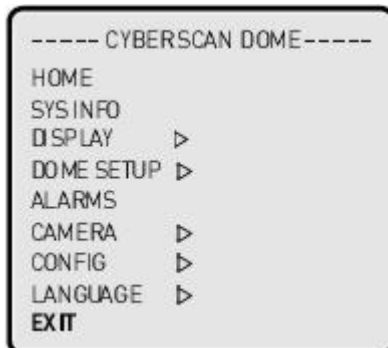 ----- CYBERSCAN DOME-----
HOME
SYS INFO
DISPLAY ▷
DOME SETUP ▷
ALARMS
CAMERA ▷
CONFIG ▷
LANGUAGE ▷
EXIT